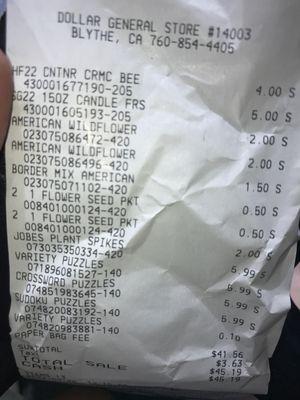 DOLLAR GENERAL STORE #14003
BLYTHE, CA 760-854-4405
HF22 CNTNR CRMC BEE
430001677190-205 4.00 S
SG22 15OZ CANDLE FRS
430001605193-205 5.00 S
AMERICAN WILDFLOWER
023075086472-420 2.00 S
AMERICAN WILDFLOWER
023075086496-420 2.00 S
BORDER MIX AMERICAN
023075071102-420 1.50 S
2 1 FLOWER SEED PKT
008401000124-420 0.50 S
2 1 FLOWER SEED PKT
008401000124-420 0.50 S
JOBES PLANT SPIKES
073035350334-420 2.00 S
VARIETY PUZZLES
071896081527-140 5.99 S
CROSSWORD PUZZLES
074851983645-140 5.99 S
SUDOKU PUZZLES
074820083192-140 5.99 S
VARIETY PUZZLES
074820983881-140 5.99 S
PAPER BAG FEE 0.10
SUBTOTAL $41.56
Tax $3.63
TOTAL SALE $45.19
CASH $45.19